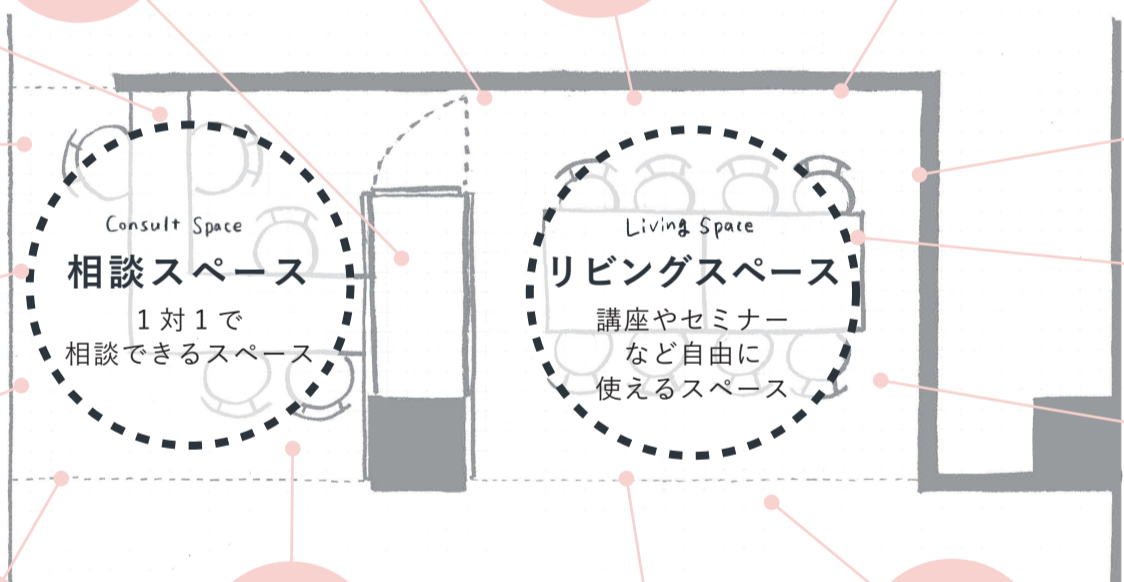 Consult Space
相談スペース
1対1で
相談できるスペース
Living Space
リビングスペース
講座やセミナー
など自由に
使えるスペース